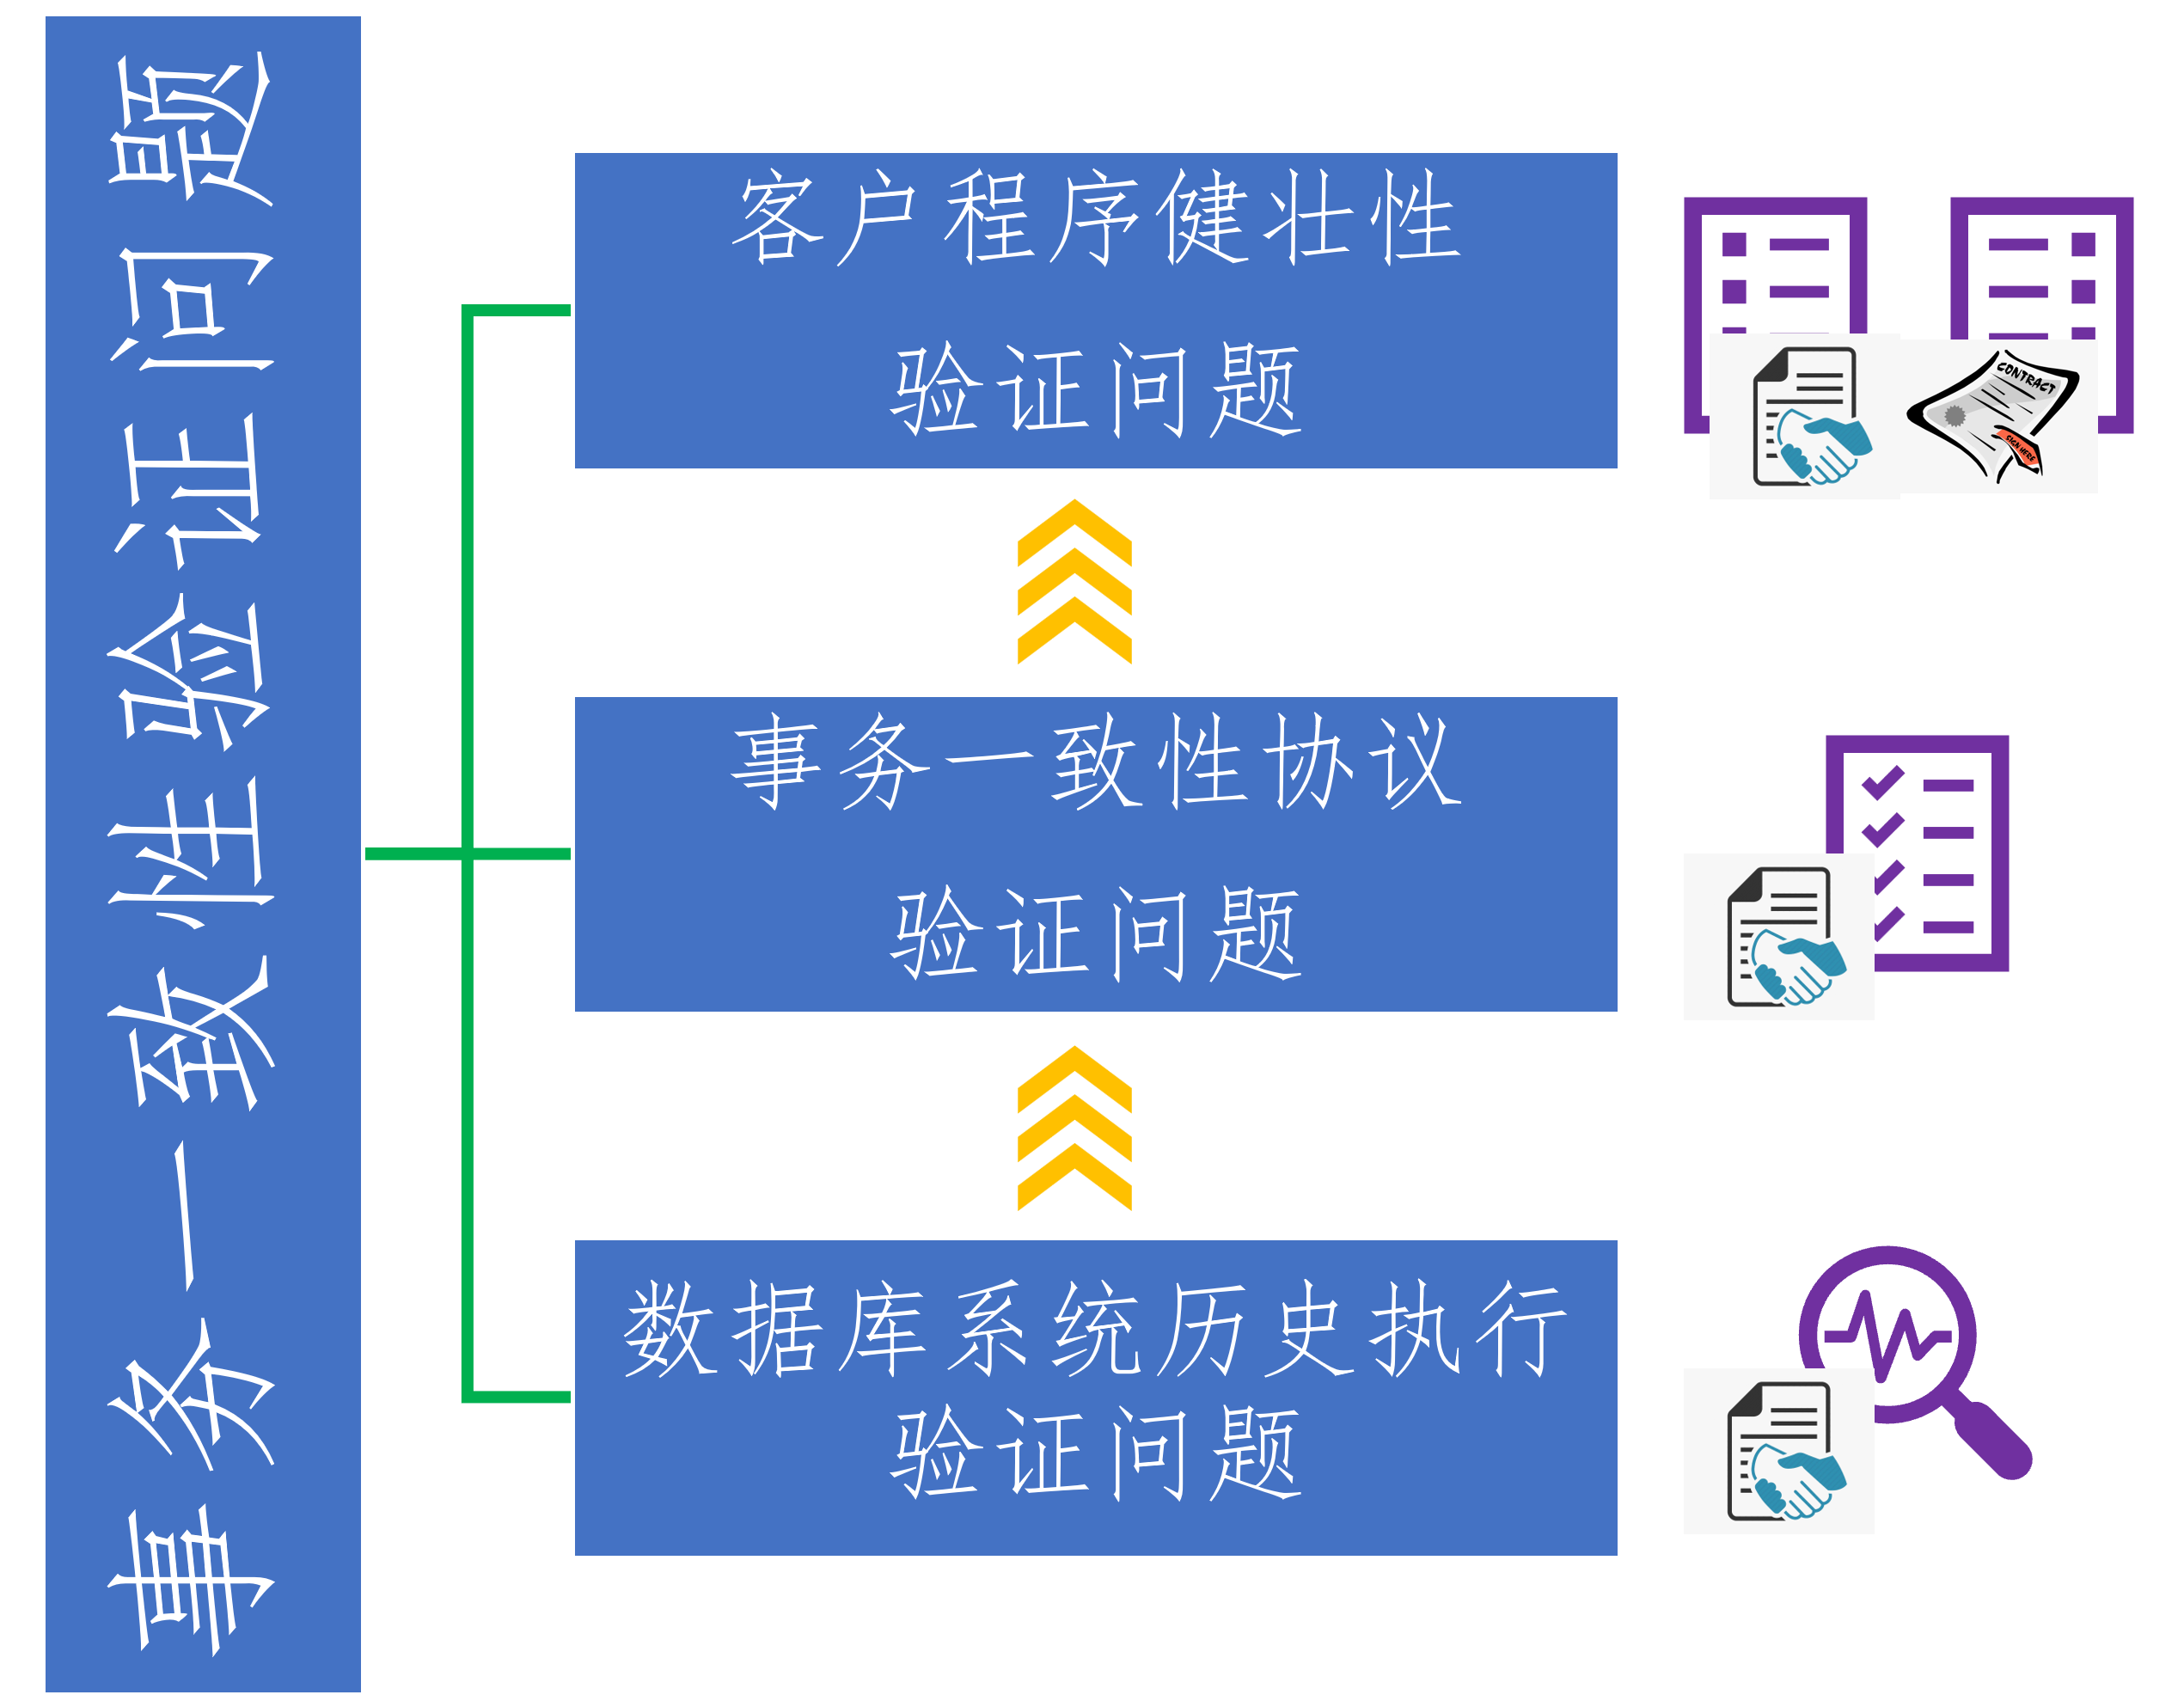 事务一致性验证问题
客户程序健壮性
验证问题
CONTRACT
SIGN HERE
事务一致性协议
验证问题
数据库系统历史执行
验证问题